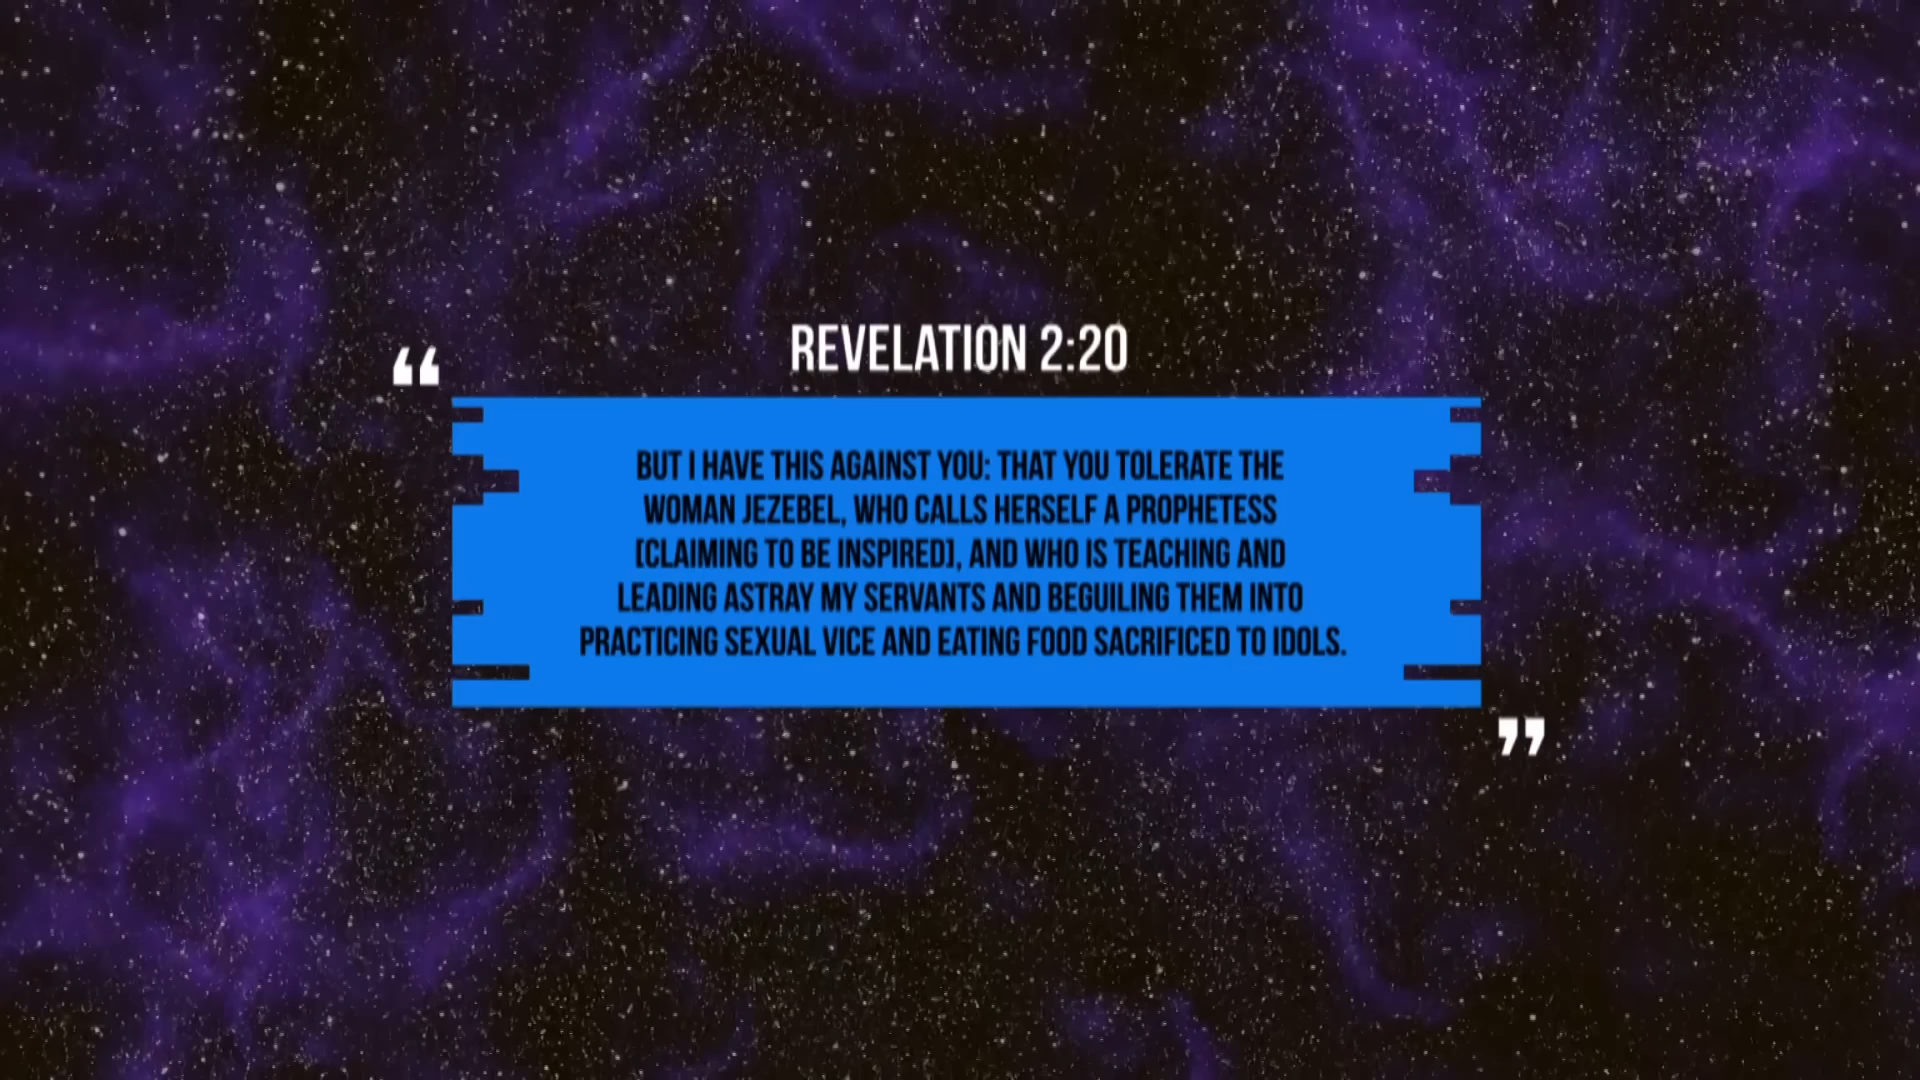 REVELATION 2:20
“
BUT I HAVE THIS AGAINST YOU: THAT YOU TOLERATE THE
WOMAN JEZEBEL, WHO CALLS HERSELF A PROPHETESS
[CLAIMING TO BE INSPIRED], AND WHO IS TEACHING AND
LEADING ASTRAY MY SERVANTS AND BEGUILING THEM INTO
PRACTICING SEXUAL VICE AND EATING FOOD SACRIFICED TO IDOLS.
”